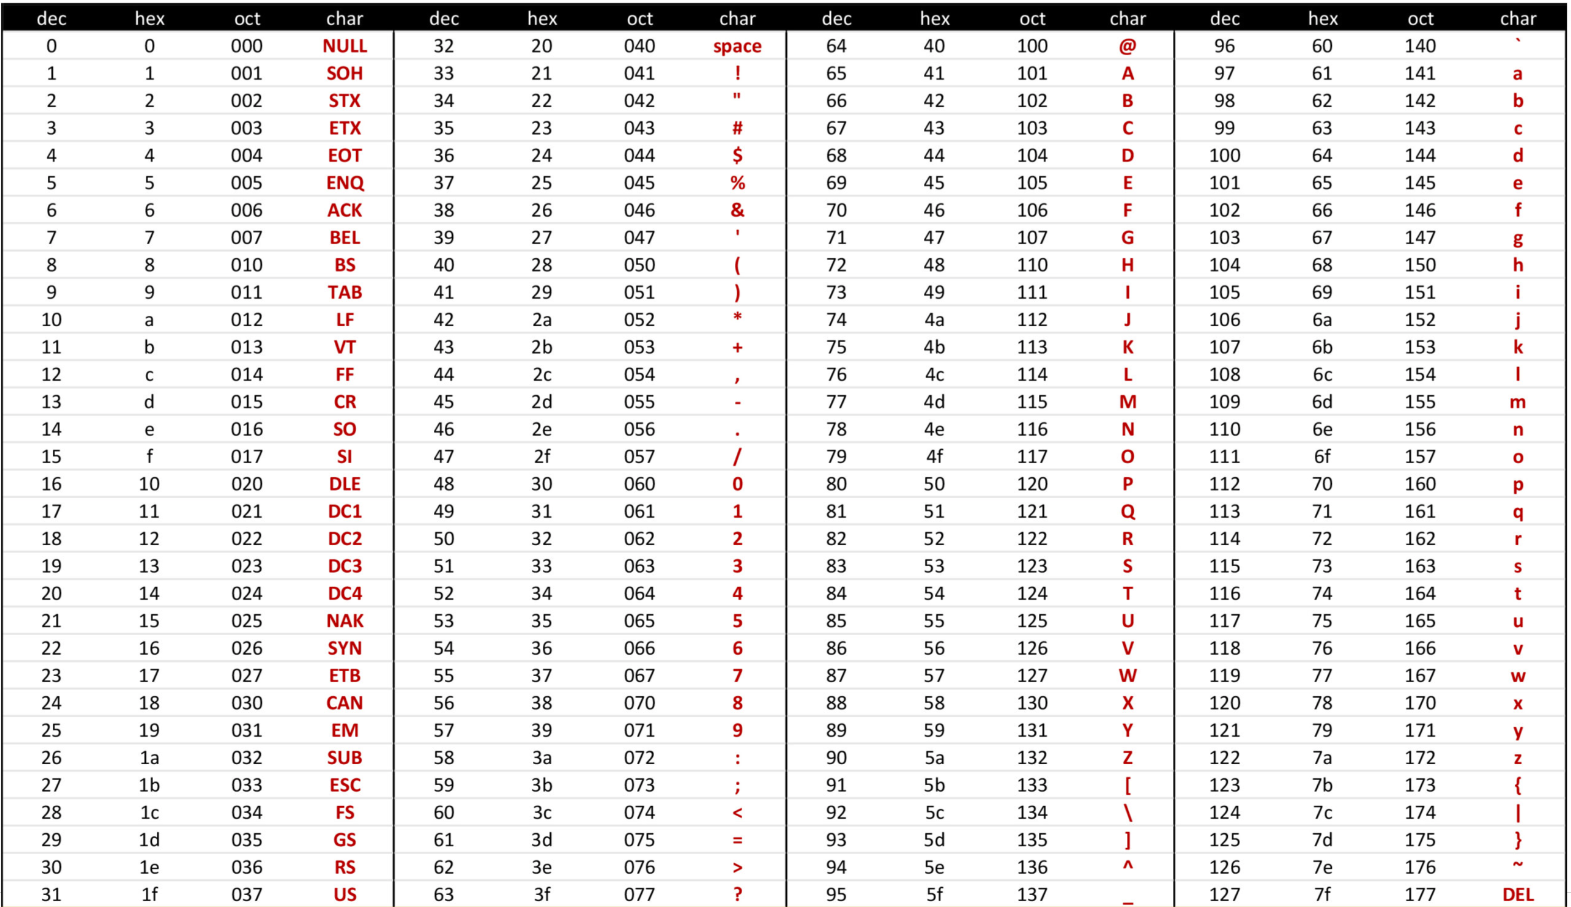 dec hex oct char dec hex oct char dec hex oct char dec hex oct char
0 0 000 NULL 32 20 040 space 64 40 100 @ 96 60 140 `
1 1 001 SOH 33 21 041 ! 65 41 101 A 97 61 141 a
2 2 002 STX 34 22 042 " 66 42 102 B 98 62 142 b
3 3 003 ETX 35 23 043 # 67 43 103 C 99 63 143 c
4 4 004 EOT 36 24 044 $ 68 44 104 D 100 64 144 d
5 5 005 ENQ 37 25 045 % 69 45 105 E 101 65 145 e
6 6 006 ACK 38 26 046 & 70 46 106 F 102 66 146 f
7 7 007 BEL 39 27 047 ' 71 47 107 G 103 67 147 g
8 8 010 BS 40 28 050 ( 72 48 110 H 104 68 150 h
9 9 011 TAB 41 29 051 ) 73 49 111 I 105 69 151 i
10 a 012 LF 42 2a 052 * 74 4a 112 J 106 6a 152 j
11 b 013 VT 43 2b 053 + 75 4b 113 K 107 6b 153 k
12 c 014 FF 44 2c 054 , 76 4c 114 L 108 6c 154 l
13 d 015 CR 45 2d 055 - 77 4d 115 M 109 6d 155 m
14 e 016 SO 46 2e 056 . 78 4e 116 N 110 6e 156 n
15 f 017 SI 47 2f 057 / 79 4f 117 O 111 6f 157 o
16 10 020 DLE 48 30 060 0 80 50 120 P 112 70 160 p
17 11 021 DC1 49 31 061 1 81 51 121 Q 113 71 161 q
18 12 022 DC2 50 32 062 2 82 52 122 R 114 72 162 r
19 13 023 DC3 51 33 063 3 83 53 123 S 115 73 163 s
20 14 024 DC4 52 34 064 4 84 54 124 T 116 74 164 t
21 15 025 NAK 53 35 065 5 85 55 125 U 117 75 165 u
22 16 026 SYN 54 36 066 6 86 56 126 V 118 76 166 v
23 17 027 ETB 55 37 067 7 87 57 127 W 119 77 167 w
24 18 030 CAN 56 38 070 8 88 58 130 X 120 78 170 x
25 19 031 EM 57 39 071 9 89 59 131 Y 121 79 171 y
26 1a 032 SUB 58 3a 072 : 90 5a 132 Z 122 7a 172 z
27 1b 033 ESC 59 3b 073 ; 91 5b 133 [ 123 7b 173 {
28 1c 034 FS 60 3c 074 < 92 5c 134 \ 124 7c 174 |
29 1d 035 GS 61 3d 075 = 93 5d 135 ] 125 7d 175 }
30 1e 036 RS 62 3e 076 > 94 5e 136 ^ 126 7e 176 ~
31 1f 037 US 63 3f 077 ? 95 5f 137 _ 127 7f 177 DEL